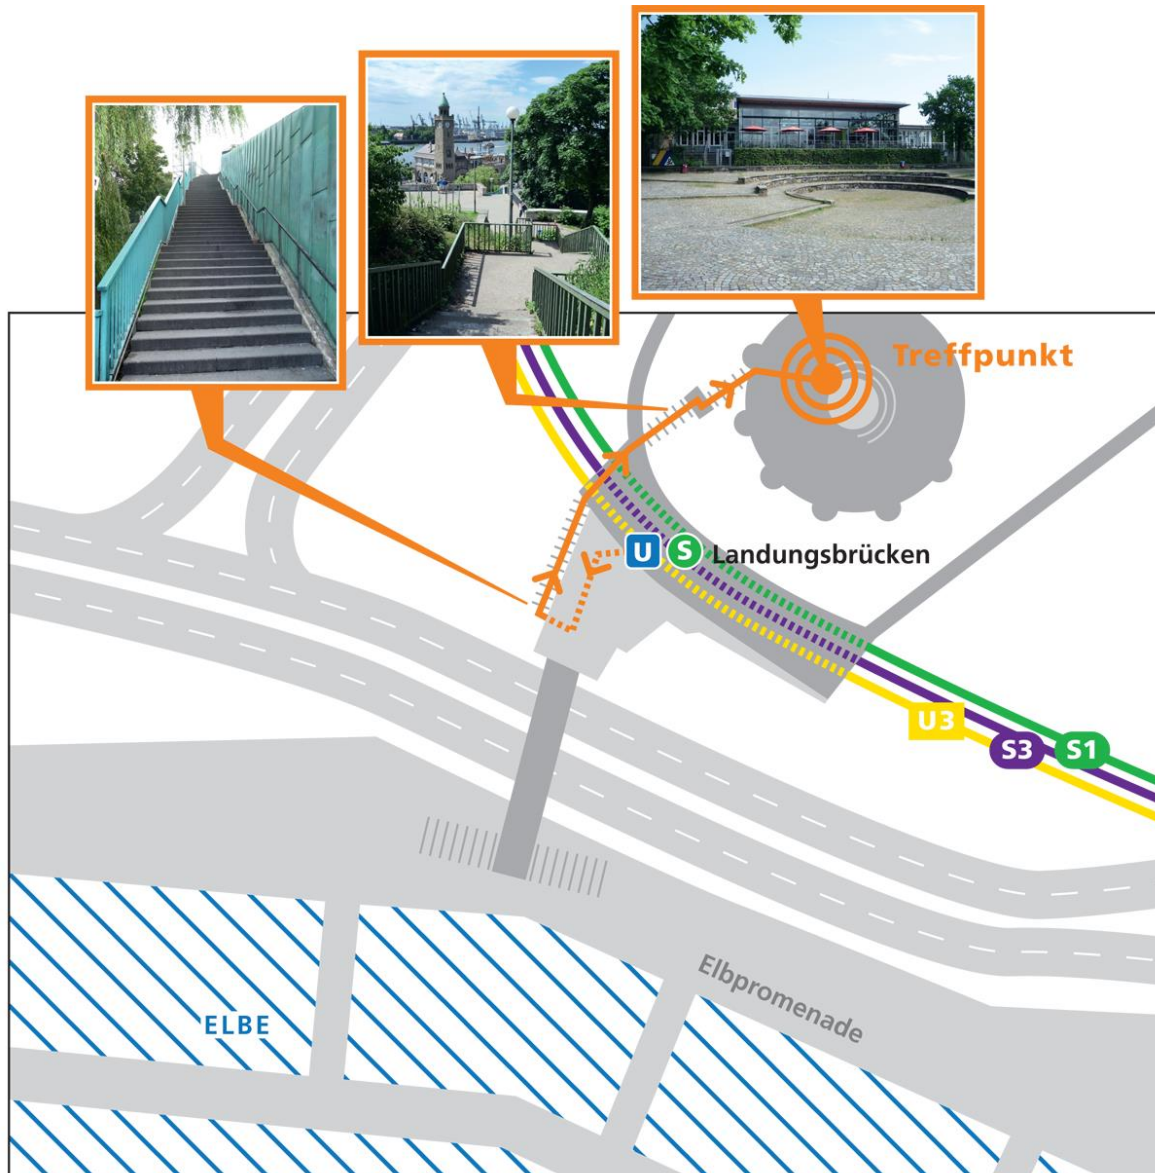 Treffpunkt
U S Landungsbrücken
U3
S3 S1
Elbpromenade
ELBE